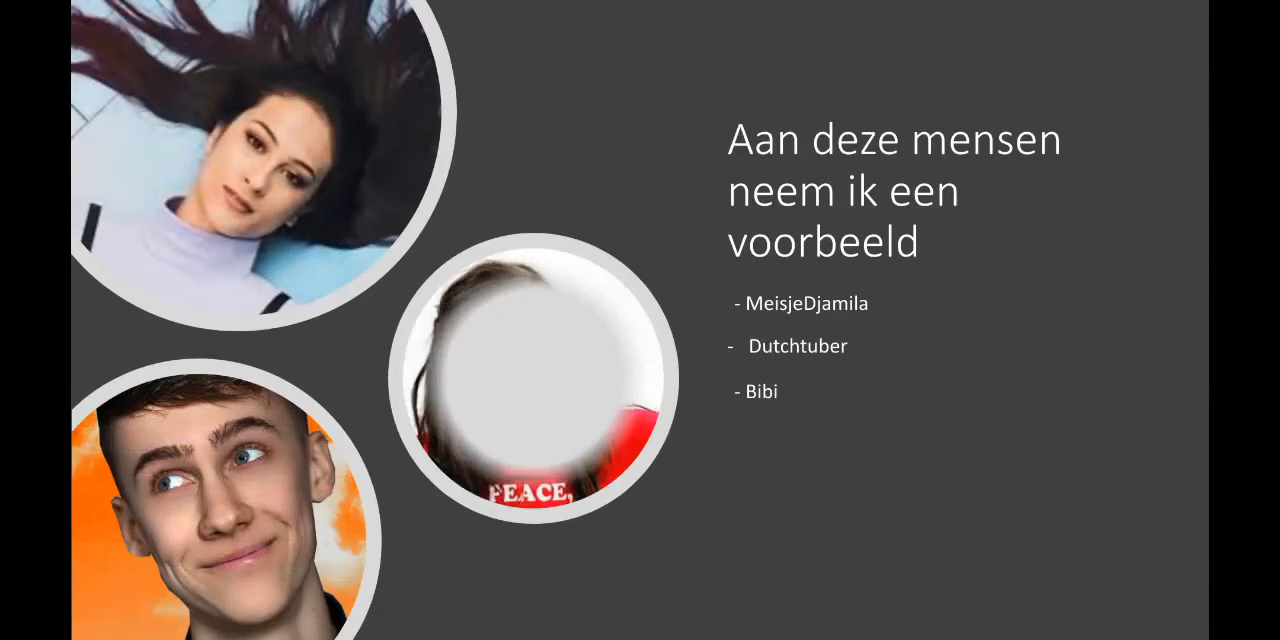 Aan deze mensen
neem ik een
voorbeeld
- MeisjeDjamila
- Dutchtuber
- Bibi
PEACE,